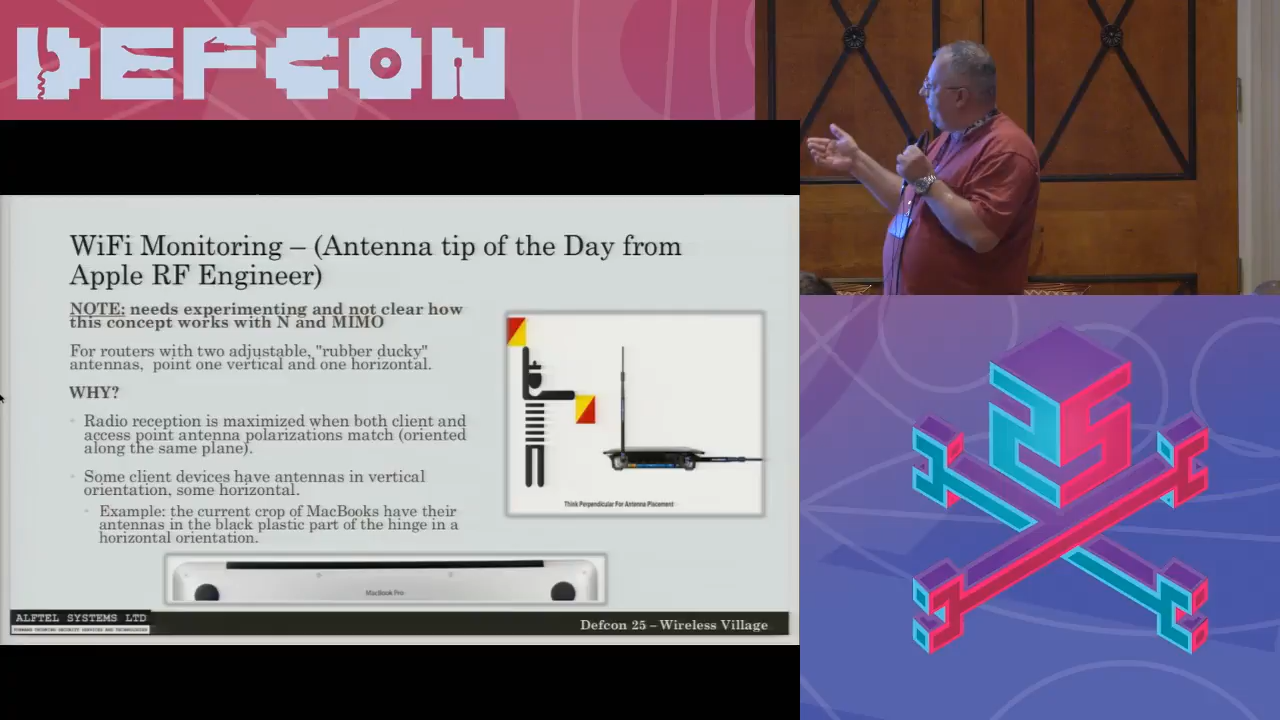 DEFCON
WiFi Monitoring – (Antenna tip of the Day from
Apple RF Engineer)
NOTE: needs experimenting and not clear how
this concept works with N and MIMO
For routers with two adjustable, "rubber ducky"
antennas, point one vertical and one horizontal.
WHY?
Radio reception is maximized when both client and
access point antenna polarizations match (oriented
along the same plane).
Some client devices have antennas in vertical
orientation, some horizontal.
Example: the current crop of MacBooks have their
antennas in the black plastic part of the hinge in a
horizontal orientation.
Think Perpendicular For Antenna Placement
MacBook Pro
ALFTEL SYSTEMS LTD
Defcon 25 – Wireless Village
25